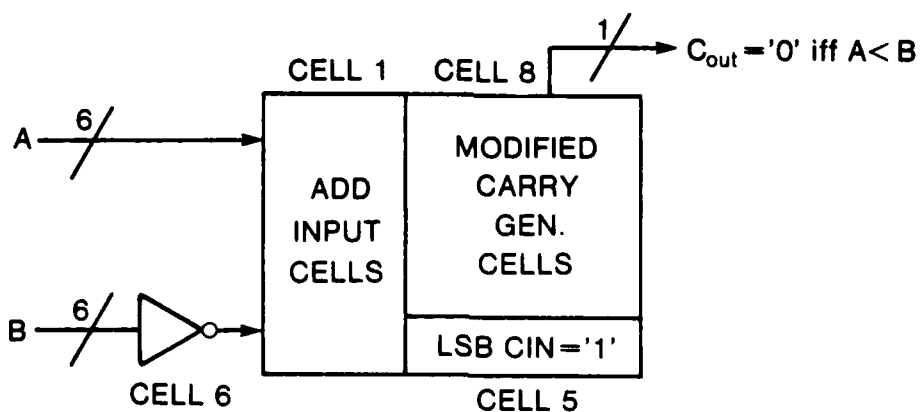 1
C_out = '0' iff A < B
CELL 1
CELL 8
6
A
MODIFIED
CARRY
GEN.
CELLS
ADD
INPUT
CELLS
6
B
LSB CIN = '1'
CELL 6
CELL 5